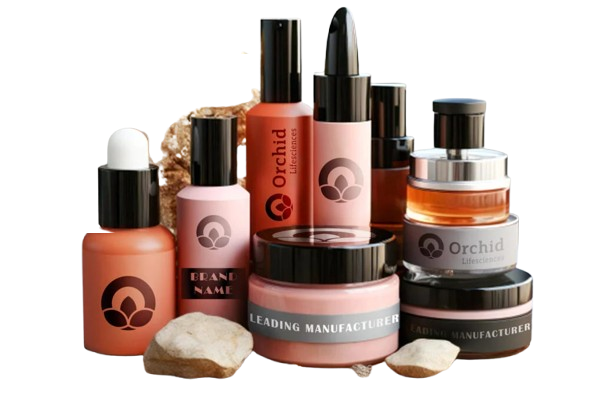 Orchid
Lifesciences
BRAND
NAME
Orchid
Lifesciences
LEADING MANUFACTURER
LEADING MANUFACTURER